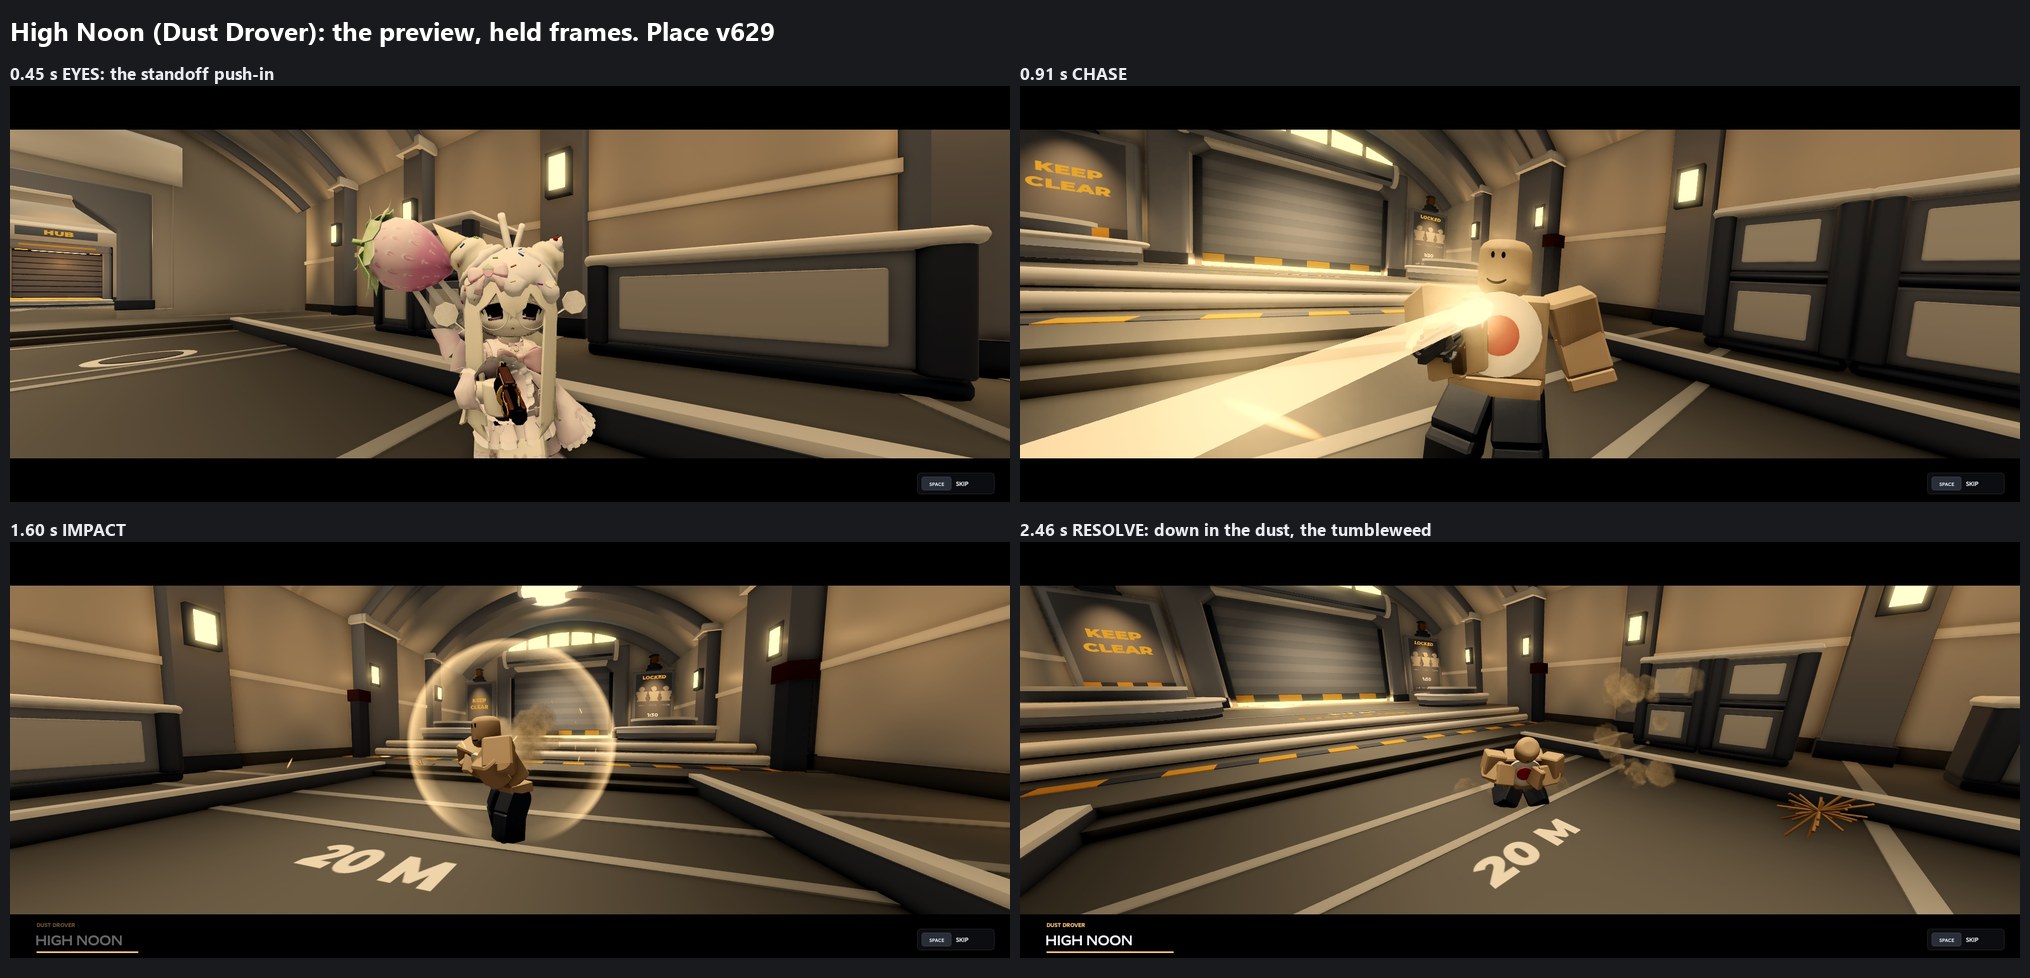 High Noon (Dust Drover): the preview, held frames. Place v629
0.45 s EYES: the standoff push-in
HUB
SPACE SKIP
0.91 s CHASE
KEEP
CLEAR
LOCKED
SPACE SKIP
1.60 s IMPACT
KEEP
CLEAR
LOCKED
20 M
DUST DROVER
HIGH NOON
SPACE SKIP
2.46 s RESOLVE: down in the dust, the tumbleweed
KEEP
CLEAR
LOCKED
20 M
DUST DROVER
HIGH NOON
SPACE SKIP